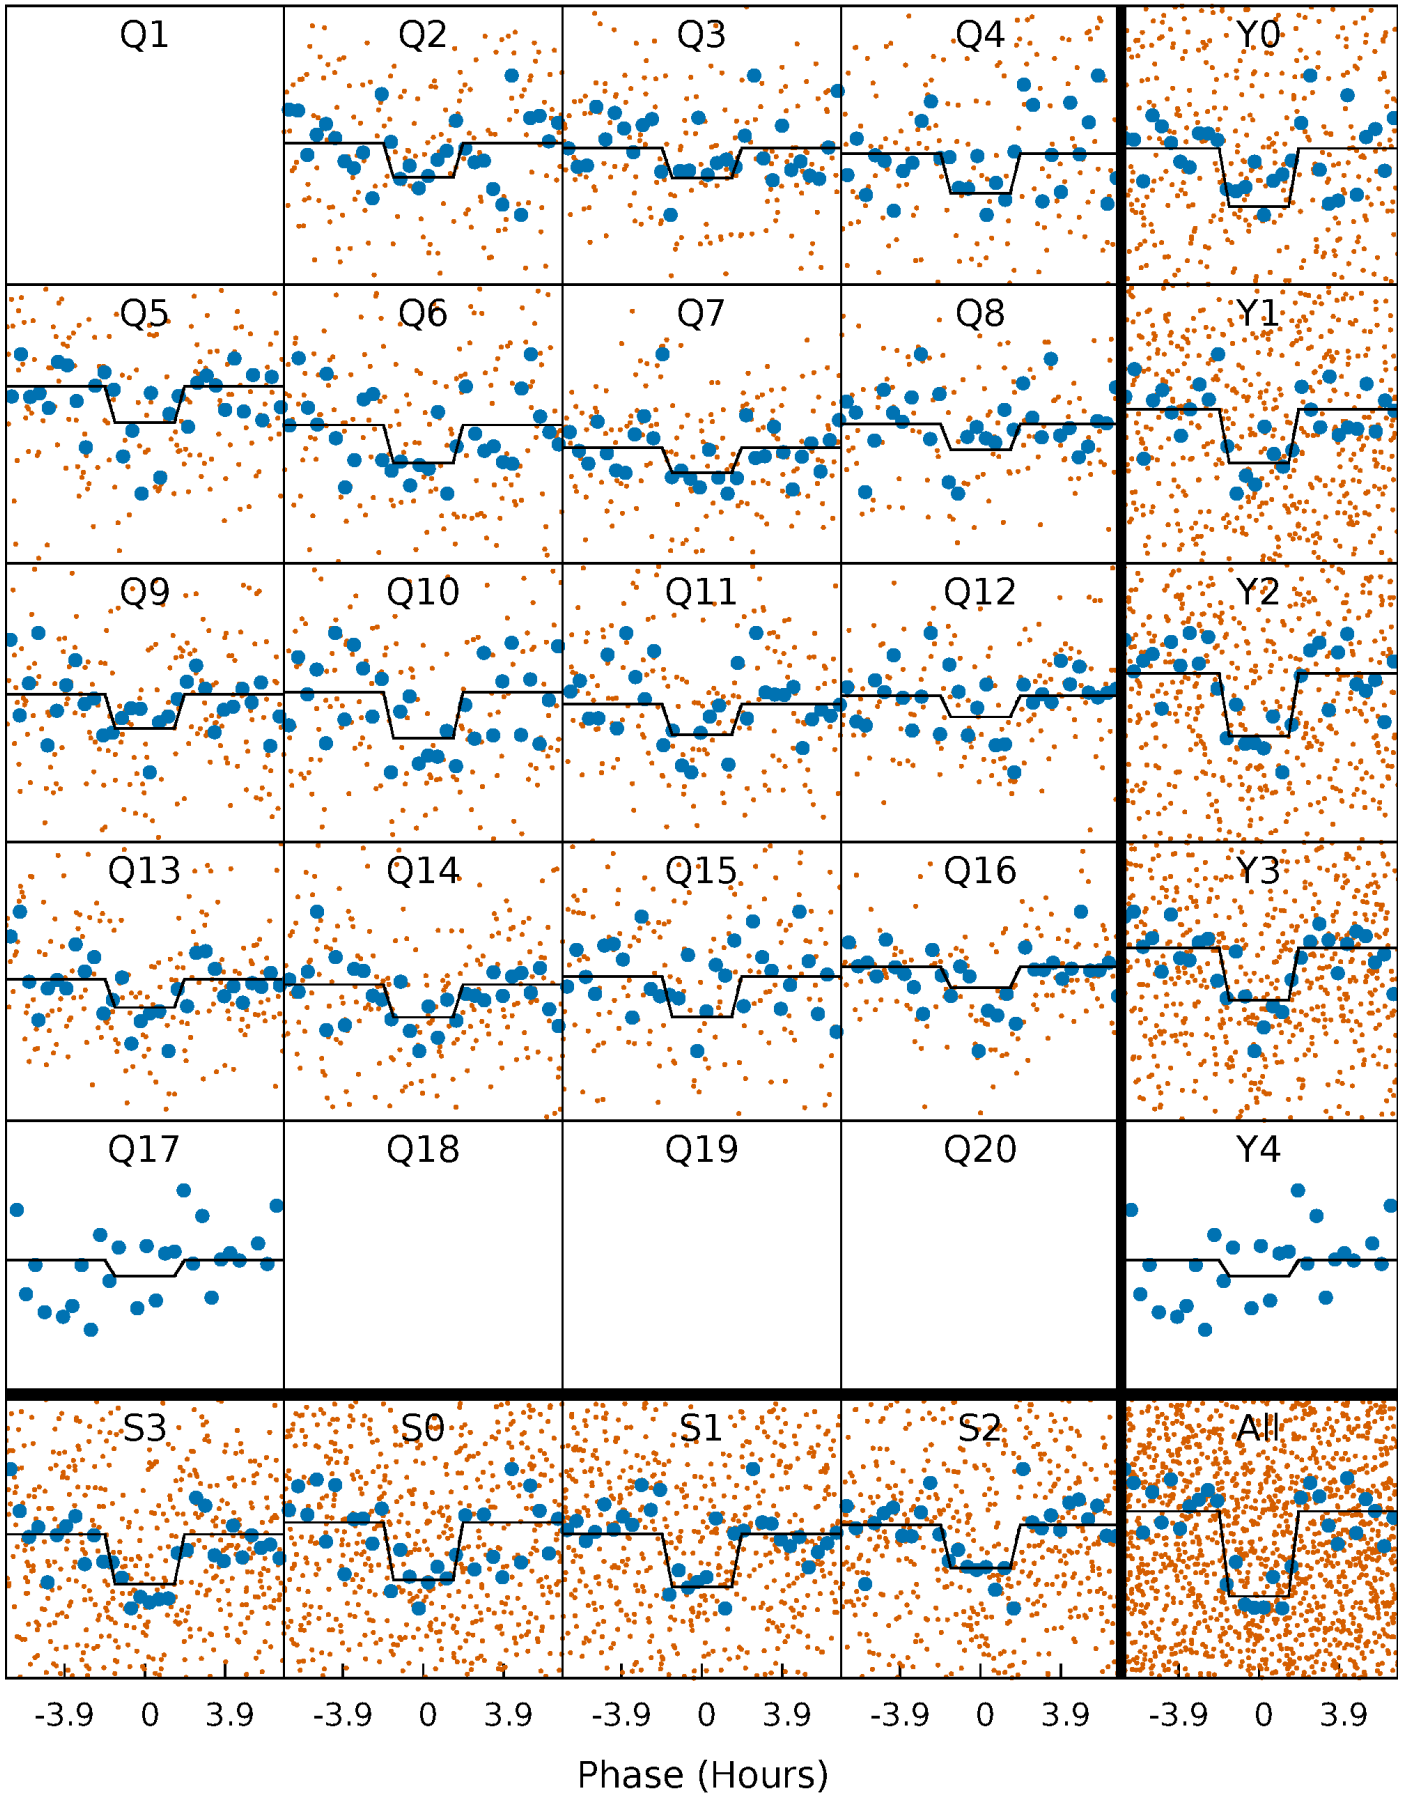 Q1 Q2 Q3 Q4 Y0
Q5 Q6 Q7 Q8 Y1
Q9 Q10 Q11 Q12 Y2
Q13 Q14 Q15 Q16 Y3
Q17 Q18 Q19 Q20 Y4
S3 S0 S1 S2 All
-3.9 0 3.9 -3.9 0 3.9 -3.9 0 3.9 -3.9 0 3.9 -3.9 0 3.9
Phase (Hours)